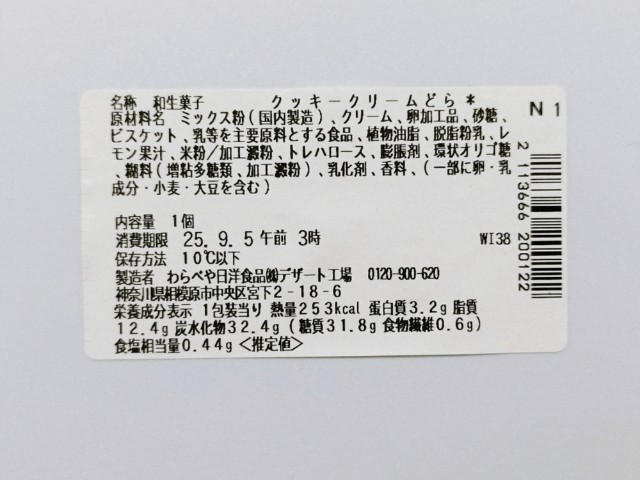 名称 和生菓子 クッキークリームどら*
原材料名 ミックス粉(国内製造)、クリーム、卵加工品、砂糖、
ビスケット、乳等を主要原料とする食品、植物油脂、脱脂粉乳、レ
モン果汁、米粉/加工澱粉、トレハロース、膨脹剤、環状オリゴ糖
、糊料(増粘多糖類、加工澱粉)、乳化剤、香料、(一部に卵・乳
成分・小麦・大豆を含む)
内容量 1個
消費期限 25. 9. 5 午前 3時
保存方法 10℃以下
製造者 わらべや日洋食品㈱デザート工場 0120-900-620
神奈川県相模原市中央区宮下2-18-6
栄養成分表示 1包装当り 熱量253kcal 蛋白質3.2g 脂質
12.4g 炭水化物32.4g (糖質31.8g 食物繊維0.6g)
食塩相当量0.44g <推定値>
N 1
WI38
2 113666 200122